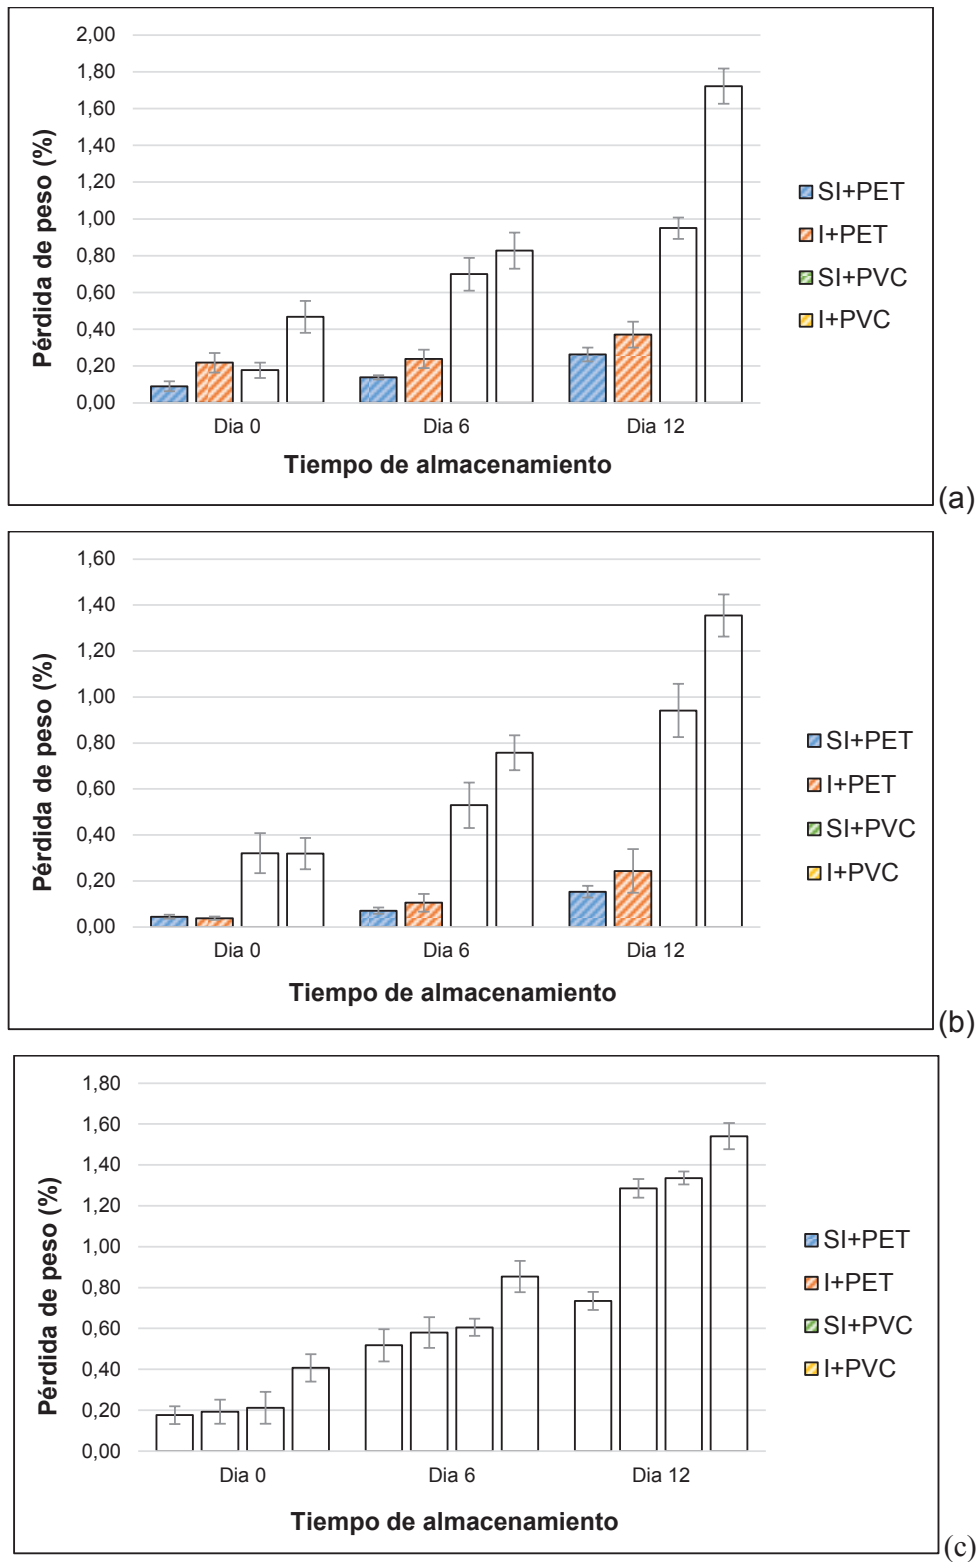 2,00
1,80
1,60
1,40
1,20
1,00
0,80
0,60
0,40
0,20
0,00
Pérdida de peso (%)
Dia 0 Dia 6 Dia 12
Tiempo de almacenamiento
SI+PET
I+PET
SI+PVC
I+PVC
(a)
1,60
1,40
1,20
1,00
0,80
0,60
0,40
0,20
0,00
Pérdida de peso (%)
Dia 0 Dia 6 Dia 12
Tiempo de almacenamiento
SI+PET
I+PET
SI+PVC
I+PVC
(b)
1,80
1,60
1,40
1,20
1,00
0,80
0,60
0,40
0,20
0,00
Pérdida de peso (%)
Dia 0 Dia 6 Dia 12
Tiempo de almacenamiento
SI+PET
I+PET
SI+PVC
I+PVC
(c)